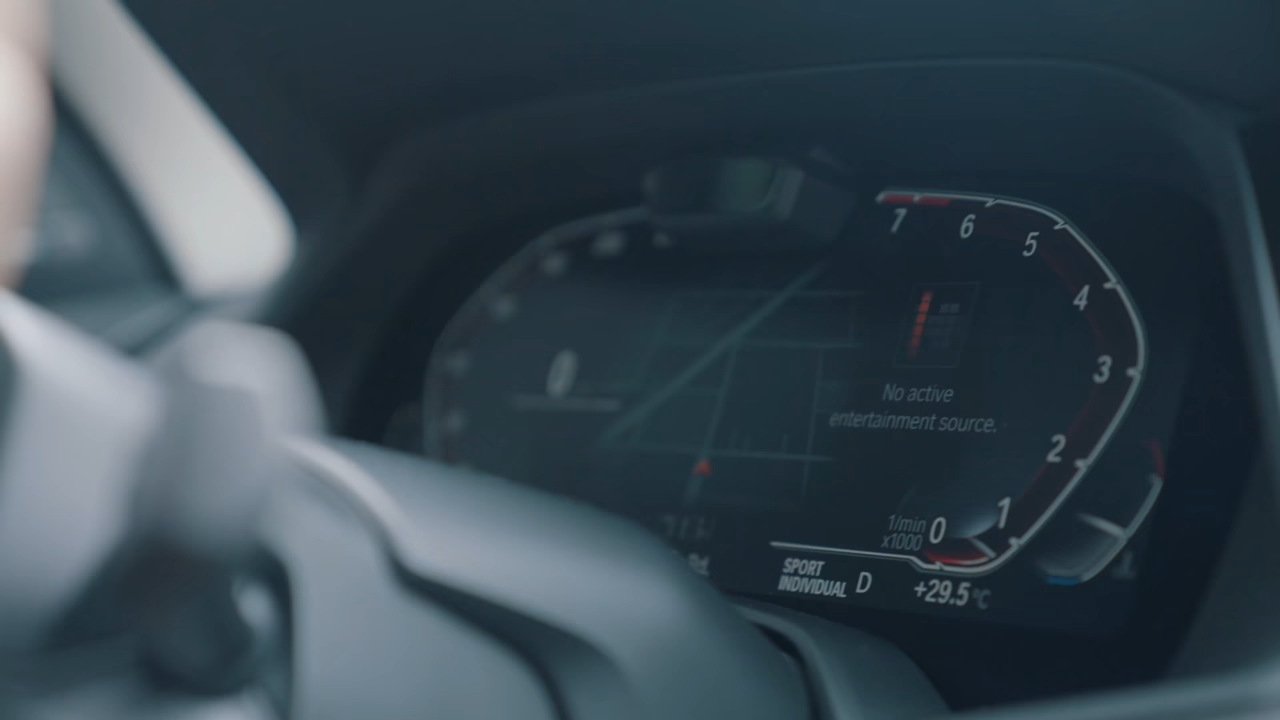 7
6
5
4
3
2
1
0
0
No active
entertainment source.
1/min
x1000
SPORT
INDIVIDUAL
D
+29.5°C